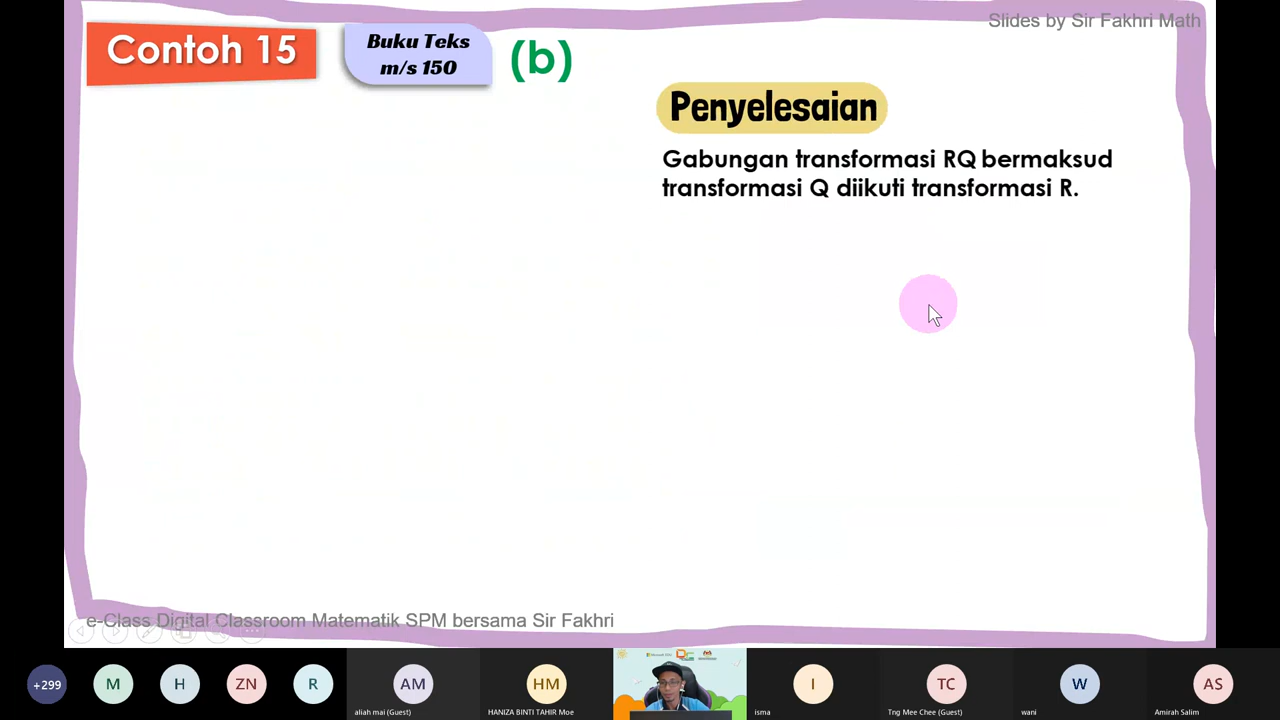 Slides by Sir Fakhri Math
Contoh 15
Buku Teks
m/s 150
(b)
Penyelesaian
Gabungan transformasi RQ bermaksud
transformasi Q diikuti transformasi R.
e-Class Digital Classroom Matematik SPM bersama Sir Fakhri
+299
M
H
ZN
R
AM
HM
I
TC
W
AS
aliah mai (Guest)
HANIZA BINTI TAHIR Moe
isma
Tng Mee Chee (Guest)
wani
Amirah Salim